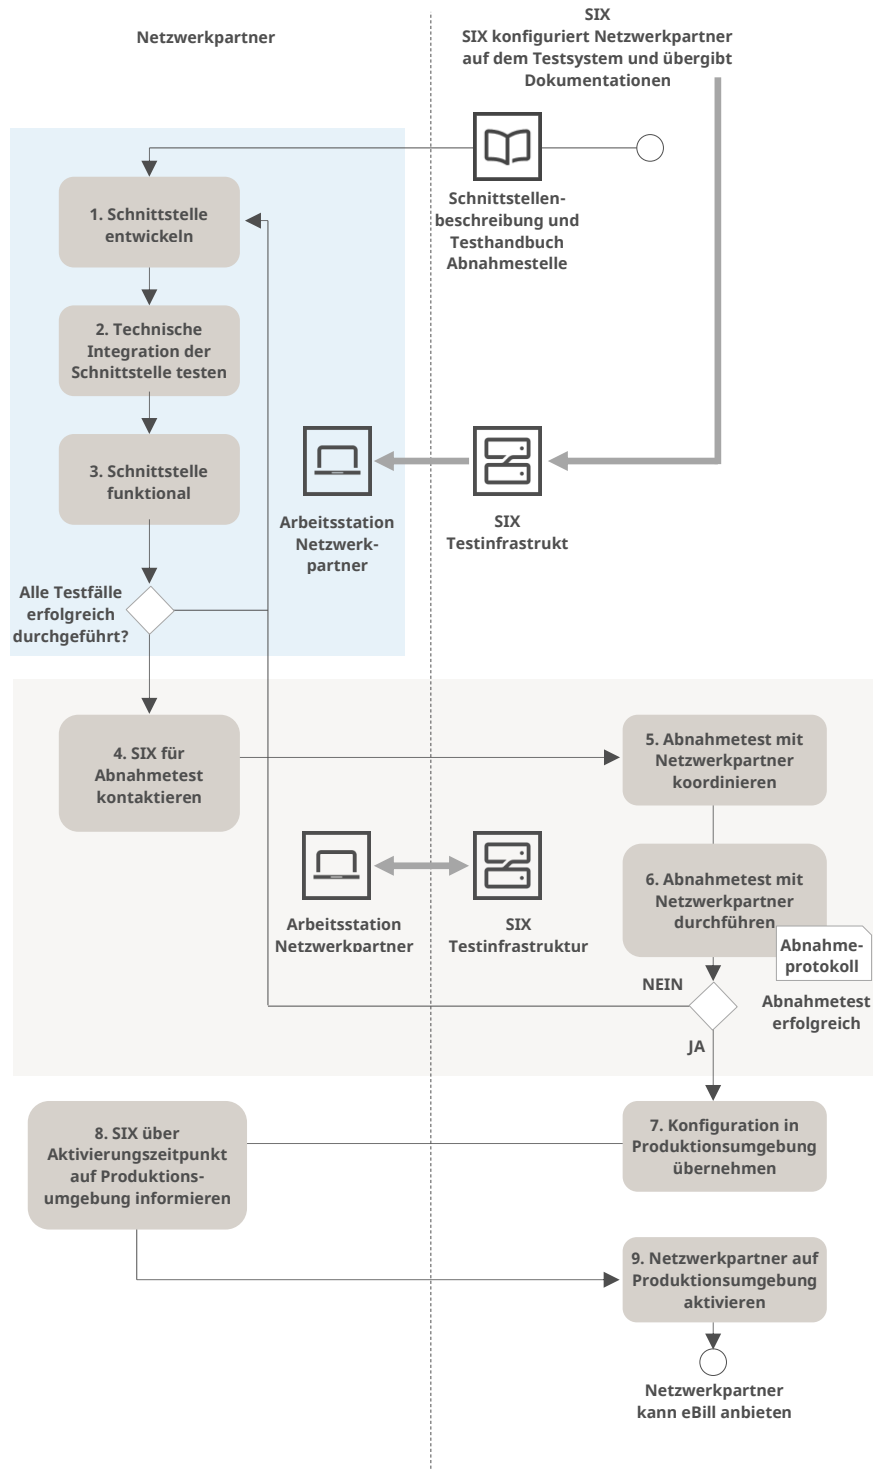 Netzwerkpartner
SIX
SIX konfiguriert Netzwerkpartner
auf dem Testsystem und übergibt
Dokumentationen
Schnittstellen-
beschreibung und
Testhandbuch
Abnahmestelle
1. Schnittstelle
entwickeln
2. Technische
Integration der
Schnittstelle testen
3. Schnittstelle
funktional
Arbeitsstation
Netzwerk-
partner
SIX
Testinfrastrukt
Alle Testfälle
erfolgreich
durchgeführt?
4. SIX für
Abnahmetest
kontaktieren
5. Abnahmetest mit
Netzwerkpartner
koordinieren
Arbeitsstation
Netzwerkpartner
SIX
Testinfrastruktur
6. Abnahmetest mit
Netzwerkpartner
durchführen
Abnahme-
protokoll
NEIN
Abnahmetest
erfolgreich
JA
7. Konfiguration in
Produktionsumgebung
übernehmen
8. SIX über
Aktivierungszeitpunkt
auf Produktions-
umgebung informieren
9. Netzwerkpartner auf
Produktionsumgebung
aktivieren
Netzwerkpartner
kann eBill anbieten